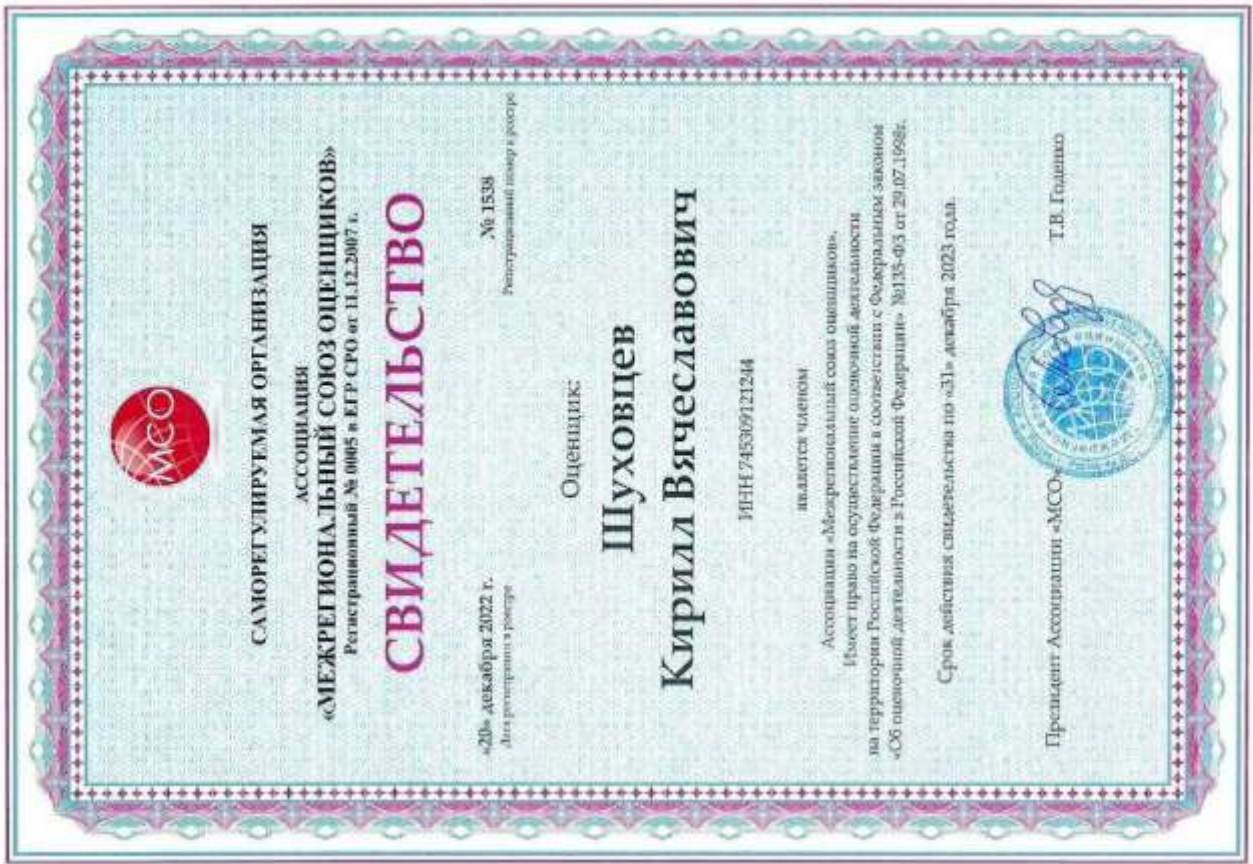 МСО
САМОРЕГУЛИРУЕМАЯ ОРГАНИЗАЦИЯ
АССОЦИАЦИЯ
«МЕЖРЕГИОНАЛЬНЫЙ СОЮЗ ОЦЕНЩИКОВ»
Регистрационный № 0005 в ЕГР СРО от 11.12.2007 г.
СВИДЕТЕЛЬСТВО
«20» декабря 2022 г. № 1538
Дата регистрации в реестре Регистрационный номер в реестре
Оценщик:
Шуховцев
Кирилл Вячеславович
ИНН 745309121244
является членом
Ассоциации «Межрегиональный союз оценщиков».
Имеет право на осуществление оценочной деятельности
на территории Российской Федерации в соответствии с Федеральным законом
«Об оценочной деятельности в Российской Федерации» №135-ФЗ от 29.07.1998г.
Срок действия свидетельства по «31» декабря 2023 года.
Президент Ассоциации «МСО» Т.В. Годенко